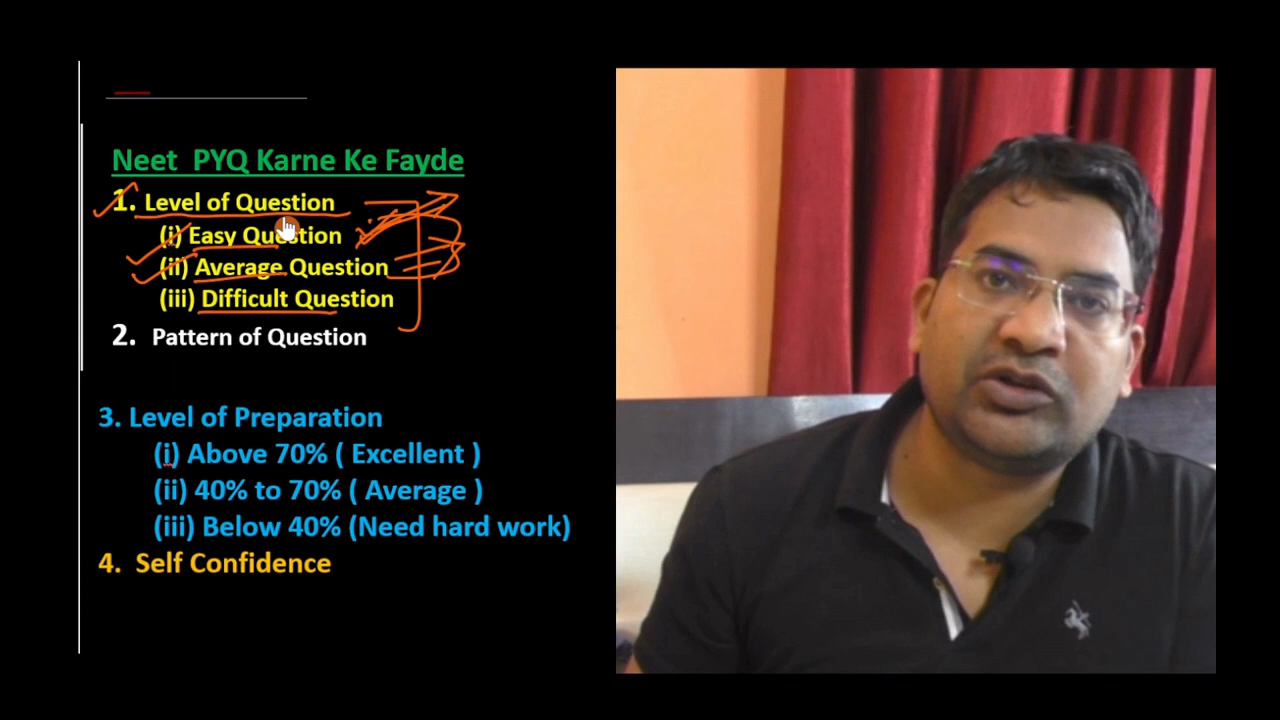 Neet PYQ Karne Ke Fayde
1. Level of Question
(i) Easy Question
(ii) Average Question
(iii) Difficult Question
2. Pattern of Question
3. Level of Preparation
(i) Above 70% ( Excellent )
(ii) 40% to 70% ( Average )
(iii) Below 40% (Need hard work)
4. Self Confidence